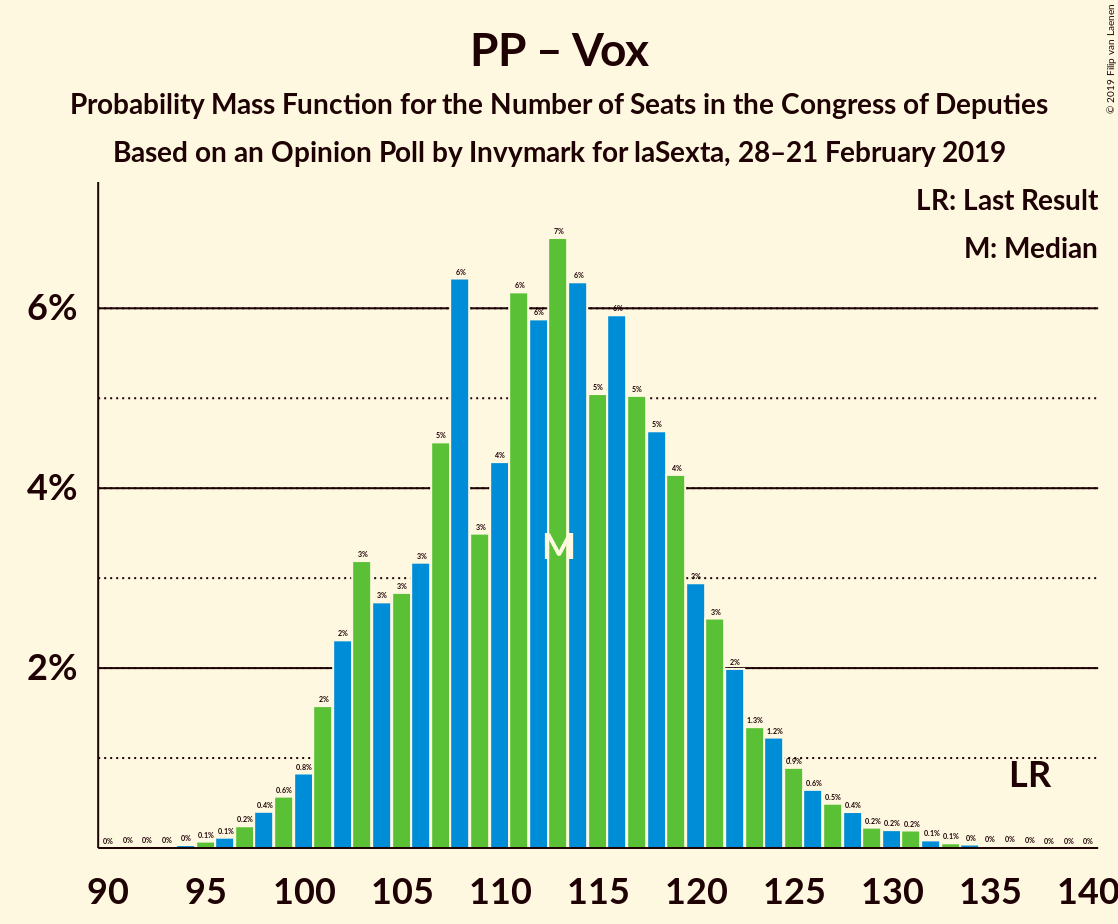 PP – Vox
Probability Mass Function for the Number of Seats in the Congress of Deputies
Based on an Opinion Poll by Invymark for laSexta, 28–21 February 2019
© 2019 Filip van Laenen
LR: Last Result
M: Median
6%
4%
2%
0% 0% 0% 0% 0% 0.1% 0.1% 0.2% 0.4% 0.6% 0.8% 2% 2% 3% 3% 3% 3% 5% 6% 3% 4% 6% 6% 7% 6% 5% 6% 5% 5% 4% 3% 3% 2% 1.3% 1.2% 0.9% 0.6% 0.5% 0.4% 0.2% 0.2% 0.2% 0.1% 0.1% 0% 0% 0% 0% 0% 0% 0%
M
LR
90 95 100 105 110 115 120 125 130 135 140